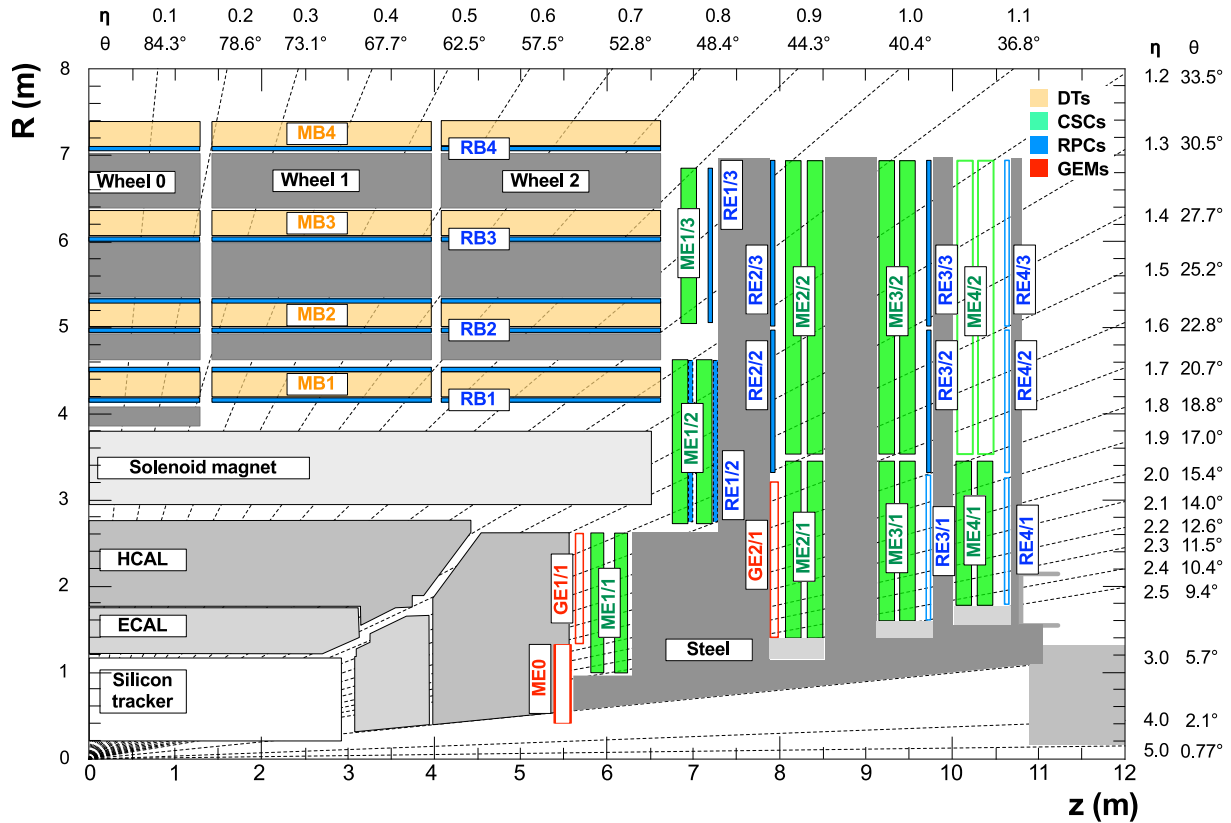 η 0.1 0.2 0.3 0.4 0.5 0.6 0.7 0.8 0.9 1.0 1.1
θ 84.3° 78.6° 73.1° 67.7° 62.5° 57.5° 52.8° 48.4° 44.3° 40.4° 36.8° η θ
R (m)
8
7
6
5
4
3
2
1
0
1.2 33.5°
1.3 30.5°
1.4 27.7°
1.5 25.2°
1.6 22.8°
1.7 20.7°
1.8 18.8°
1.9 17.0°
2.0 15.4°
2.1 14.0°
2.2 12.6°
2.3 11.5°
2.4 10.4°
2.5 9.4°
3.0 5.7°
4.0 2.1°
5.0 0.77°
DTs
CSCs
RPCs
GEMs
MB4
RB4
Wheel 0
Wheel 1
Wheel 2
MB3
RB3
MB2
RB2
MB1
RB1
Solenoid magnet
HCAL
ECAL
Silicon
tracker
Steel
ME0
GE1/1
ME1/1
ME1/2
ME1/3
RE1/3
RE1/2
RE2/3
RE2/2
GE2/1
ME2/2
ME2/1
ME3/2
ME3/1
RE3/3
RE3/2
RE3/1
ME4/2
ME4/1
RE4/3
RE4/2
RE4/1
0 1 2 3 4 5 6 7 8 9 10 11 12
z (m)